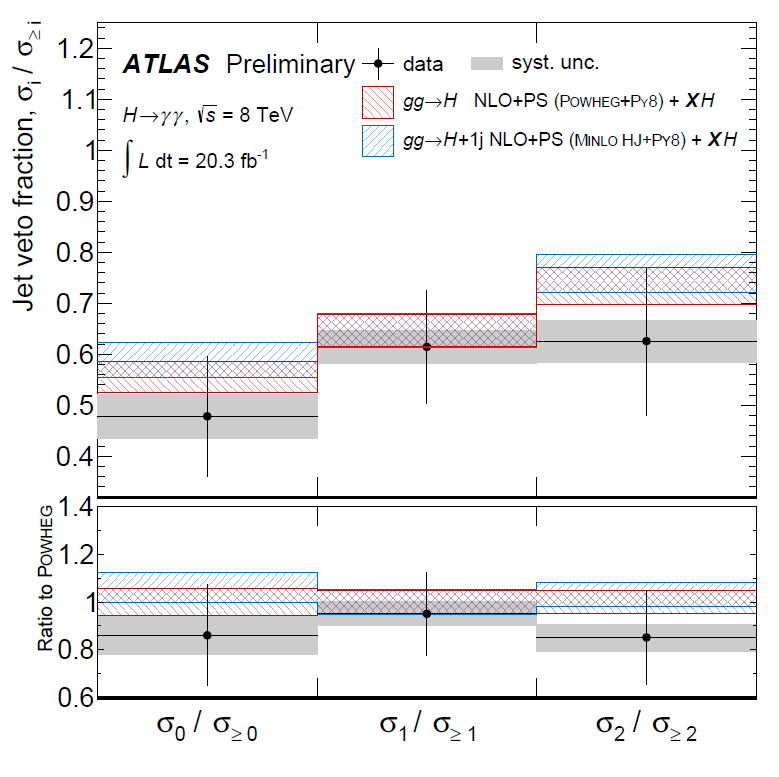 Jet veto fraction, σi / σ≥ i
1.2
1.1
1
0.9
0.8
0.7
0.6
0.5
0.4
ATLAS Preliminary
H→γγ, √s = 8 TeV
∫ L dt = 20.3 fb-1
data
syst. unc.
gg→H NLO+PS (POWHEG+PY8) + XH
gg→H+1j NLO+PS (MINLO HJ+PY8) + XH
Ratio to POWHEG
1.4
1.2
1
0.8
0.6
σ0 / σ≥ 0
σ1 / σ≥ 1
σ2 / σ≥ 2